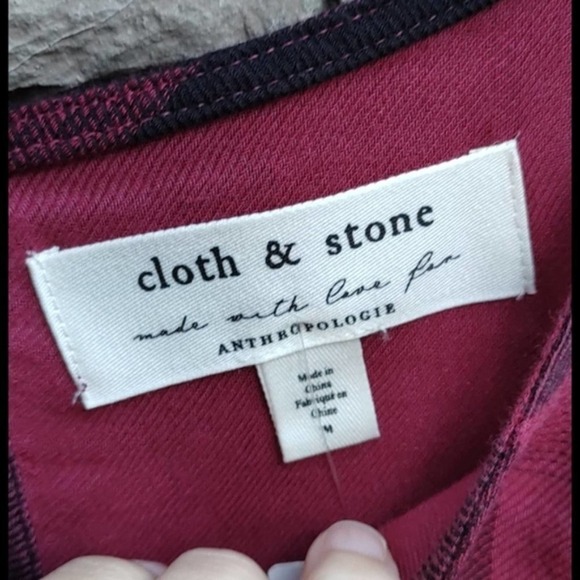 cloth & stone
made with love for
ANTHROPOLOGIE
Made in
China
Fabriqué en
Chine
M